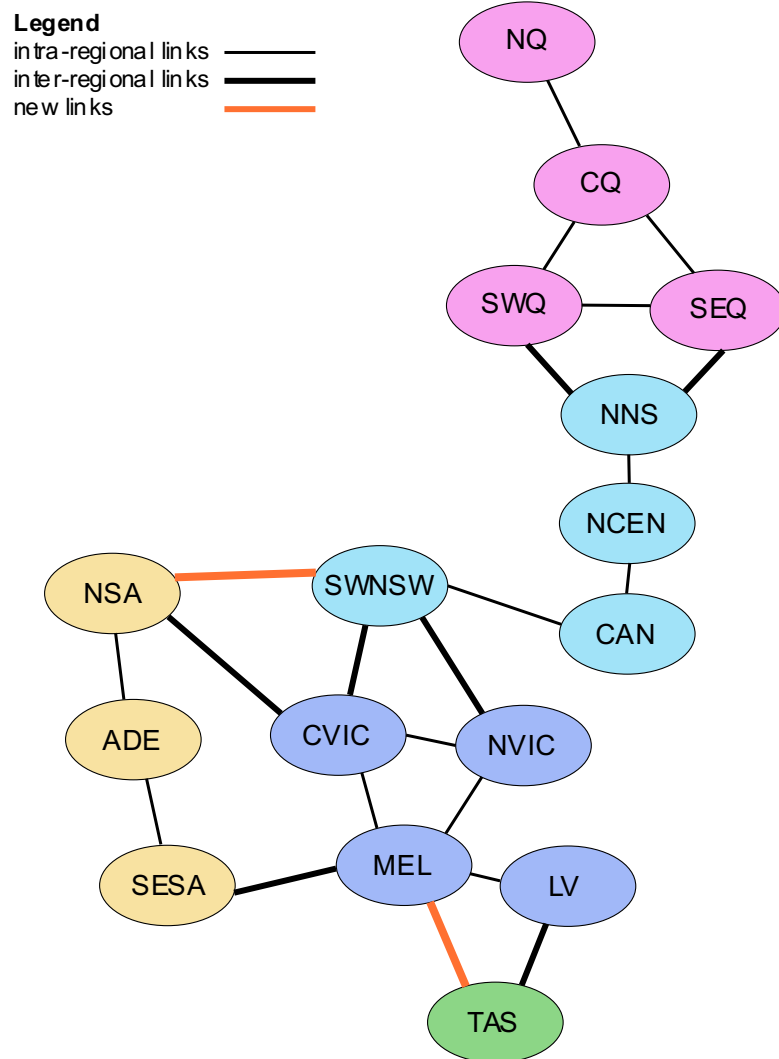 Legend
intra-regional links
inter-regional links
new links
NQ
CQ
SWQ
SEQ
NNS
NCEN
NSA
SWNSW
CAN
ADE
CVIC
NVIC
SESA
MEL
LV
TAS